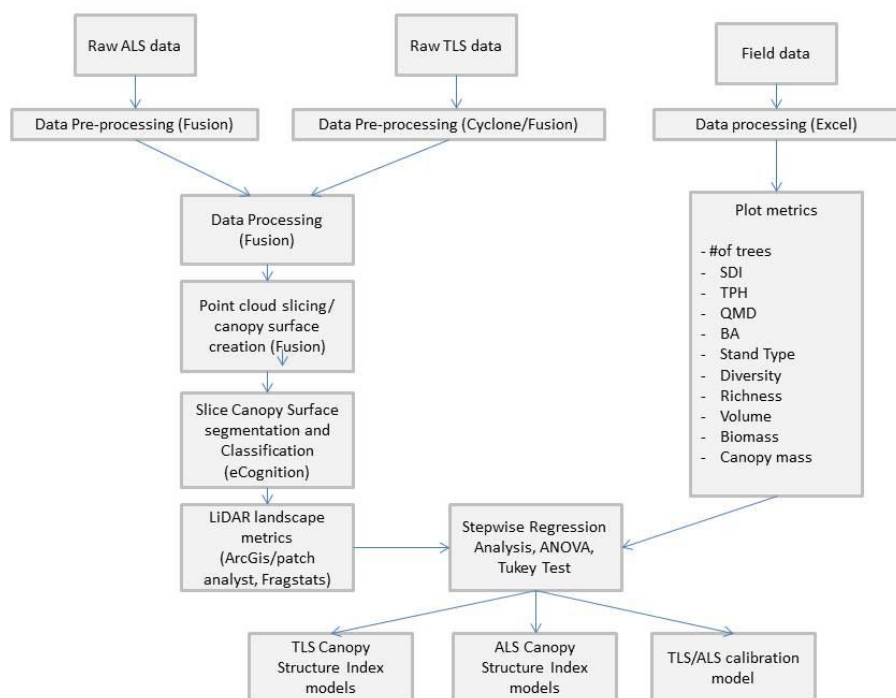 Raw ALS data
Raw TLS data
Field data
Data Pre-processing (Fusion)
Data Pre-processing (Cyclone/Fusion)
Data processing (Excel)
Data Processing
(Fusion)
Point cloud slicing/
canopy surface
creation (Fusion)
Slice Canopy Surface
segmentation and
Classification
(eCognition)
LiDAR landscape
metrics
(ArcGis/patch
analyst, Fragstats)
Plot metrics
- #of trees
- SDI
- TPH
- QMD
- BA
- Stand Type
- Diversity
- Richness
- Volume
- Biomass
- Canopy mass
Stepwise Regression
Analysis, ANOVA,
Tukey Test
TLS Canopy
Structure Index
models
ALS Canopy
Structure Index
models
TLS/ALS calibration
model